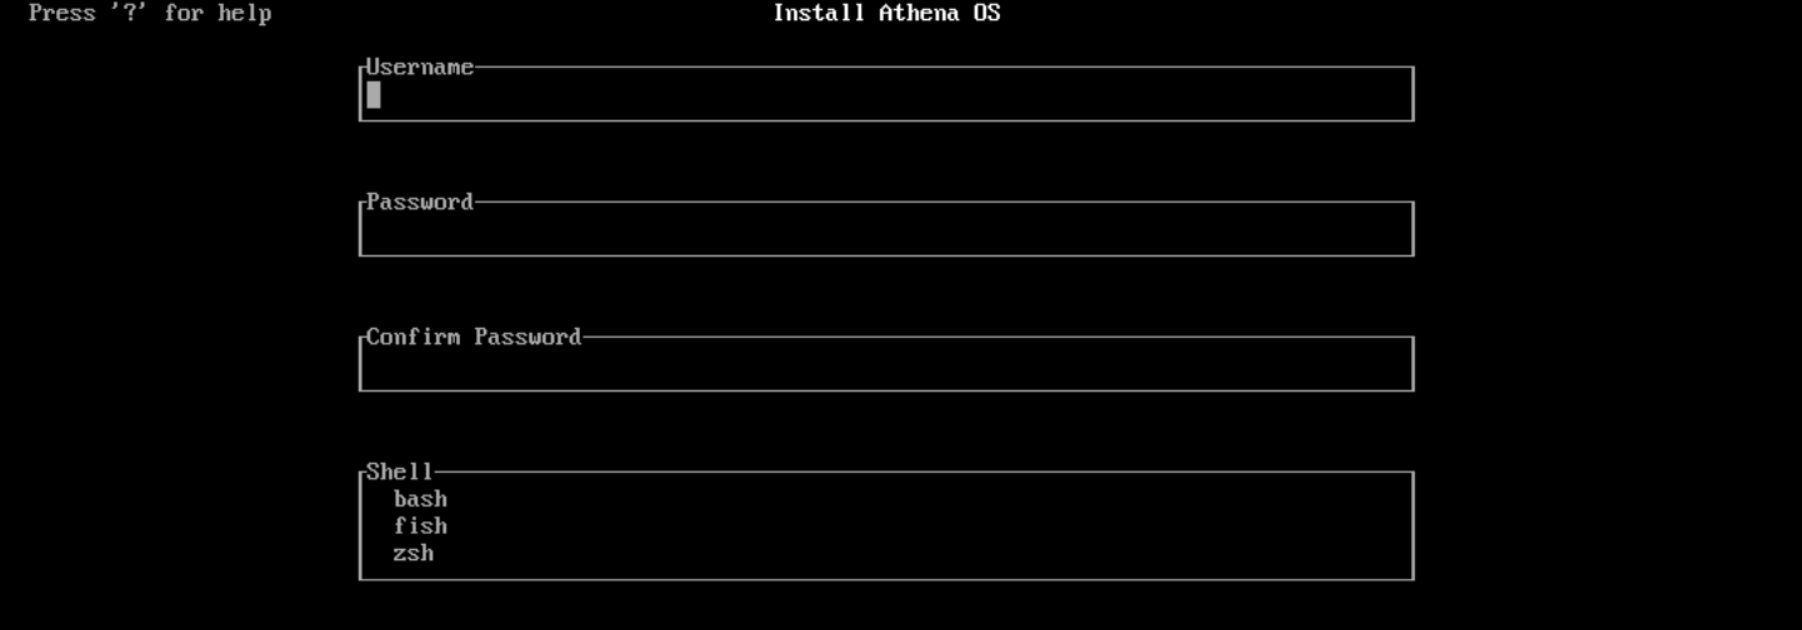 Press '?' for help
Install Athena OS
Username
Password
Confirm Password
Shell
bash
fish
zsh